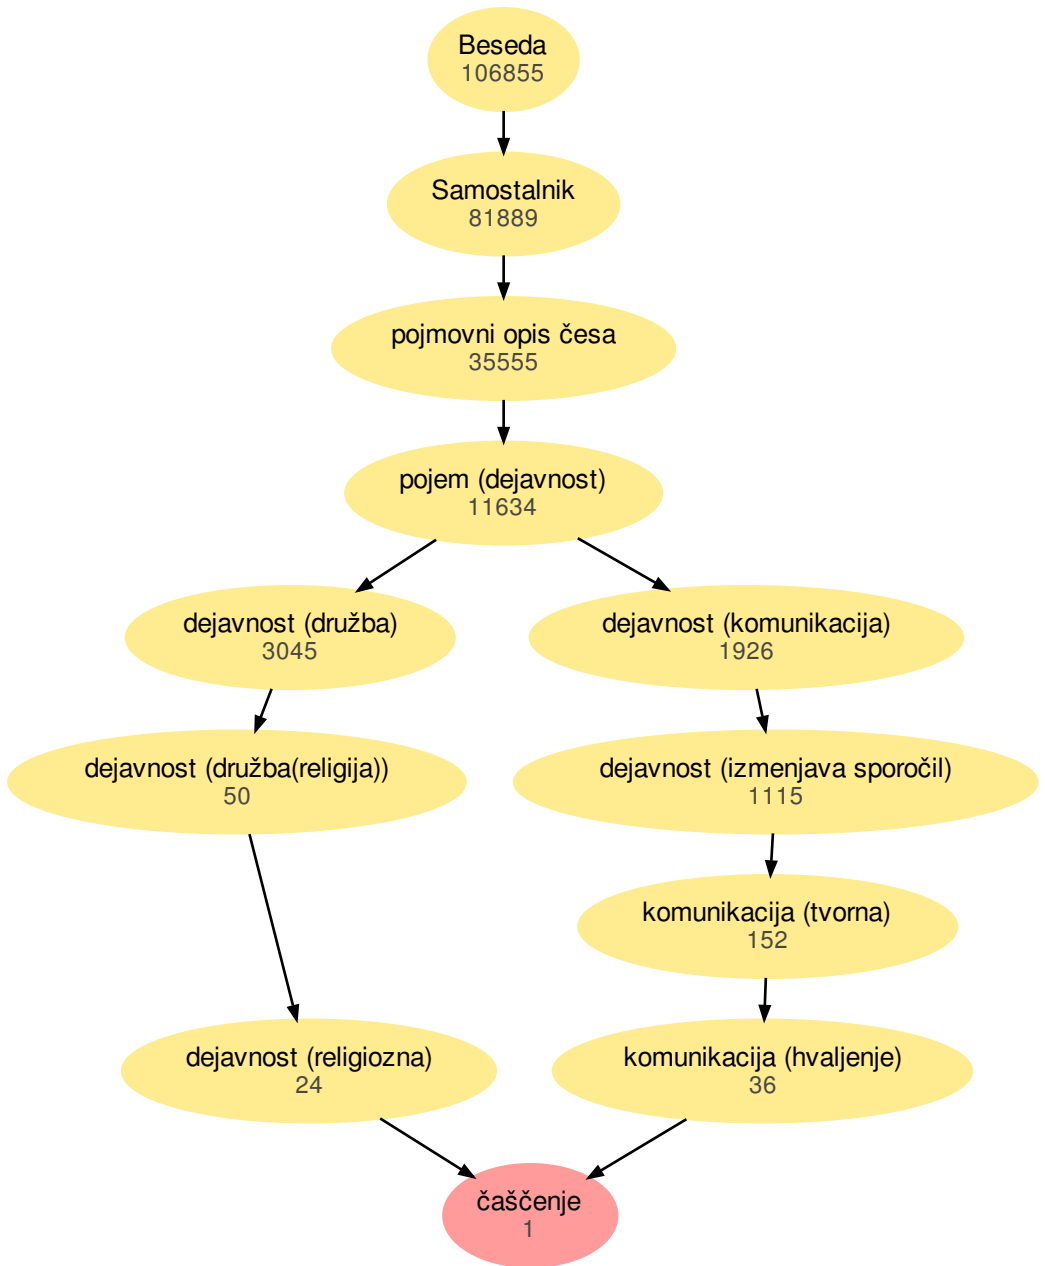 Beseda
106855
Samostalnik
81889
pojmovni opis česa
35555
pojem (dejavnost)
11634
dejavnost (družba)
3045
dejavnost (komunikacija)
1926
dejavnost (družba(religija))
50
dejavnost (izmenjava sporočil)
1115
komunikacija (tvorna)
152
dejavnost (religiozna)
24
komunikacija (hvaljenje)
36
čaščenje
1